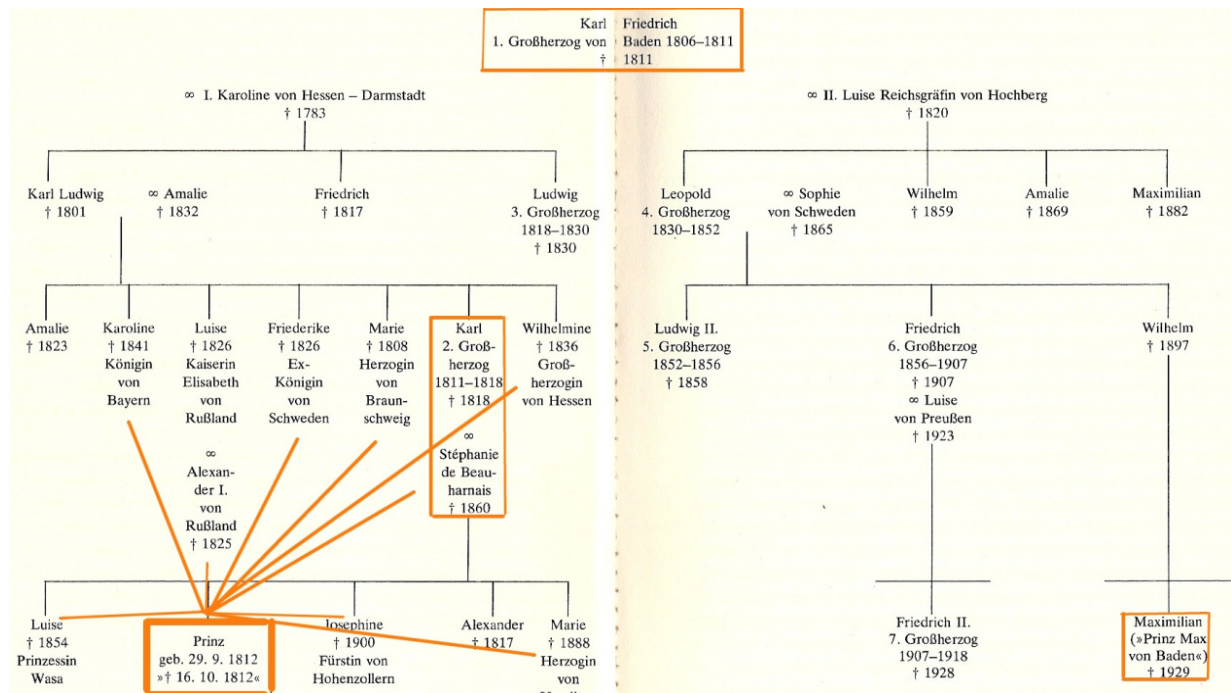 Karl Friedrich
1. Großherzog von Baden 1806–1811
† 1811
∞ I. Karoline von Hessen – Darmstadt
† 1783
∞ II. Luise Reichsgräfin von Hochberg
† 1820
Karl Ludwig
† 1801
∞ Amalie
† 1832
Friedrich
† 1817
Ludwig
3. Großherzog
1818–1830
† 1830
Leopold
4. Großherzog
1830–1852
∞ Sophie
von Schweden
† 1865
Wilhelm
† 1859
Amalie
† 1869
Maximilian
† 1882
Amalie
† 1823
Karoline
† 1841
Königin
von
Bayern
Luise
† 1826
Kaiserin
Elisabeth
von
Rußland
∞
Alexan-
der I.
von
Rußland
† 1825
Friederike
† 1826
Ex-
Königin
von
Schweden
Marie
† 1808
Herzogin
von
Braun-
schweig
Karl
2. Groß-
herzog
1811–1818
† 1818
∞
Stéphanie
de Beau-
harnais
† 1860
Wilhelmine
† 1836
Groß-
herzogin
von Hessen
Ludwig II.
5. Großherzog
1852–1856
† 1858
Friedrich
6. Großherzog
1856–1907
† 1907
∞ Luise
von Preußen
† 1923
Wilhelm
† 1897
Luise
† 1854
Prinzessin
Wasa
Prinz
geb. 29. 9. 1812
»† 16. 10. 1812«
Josephine
† 1900
Fürstin von
Hohenzollern
Alexander
† 1817
Marie
† 1888
Herzogin
von
Friedrich II.
7. Großherzog
1907–1918
† 1928
Maximilian
(»Prinz Max
von Baden«)
† 1929